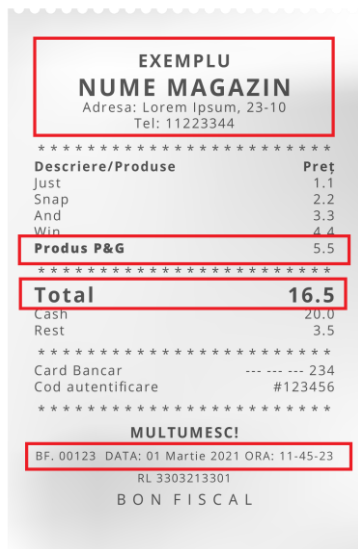 EXEMPLU
NUME MAGAZIN
Adresa: Lorem Ipsum, 23-10
Tel: 11223344
* * * * * * * * * * * * * * * * * * * * * * * *
Descriere/Produse Preț
Just 1.1
Snap 2.2
And 3.3
Win 4.4
Produs P&G 5.5
* * * * * * * * * * * * * * * * * * * * * * * *
Total 16.5
Cash 20.0
Rest 3.5
* * * * * * * * * * * * * * * * * * * * * * * *
Card Bancar --- --- --- 234
Cod autentificare #123456
* * * * * * * * * * * * * * * * * * * * * * * *
MULTUMESC!
BF. 00123 DATA: 01 Martie 2021 ORA: 11-45-23
RL 3303213301
BON FISCAL